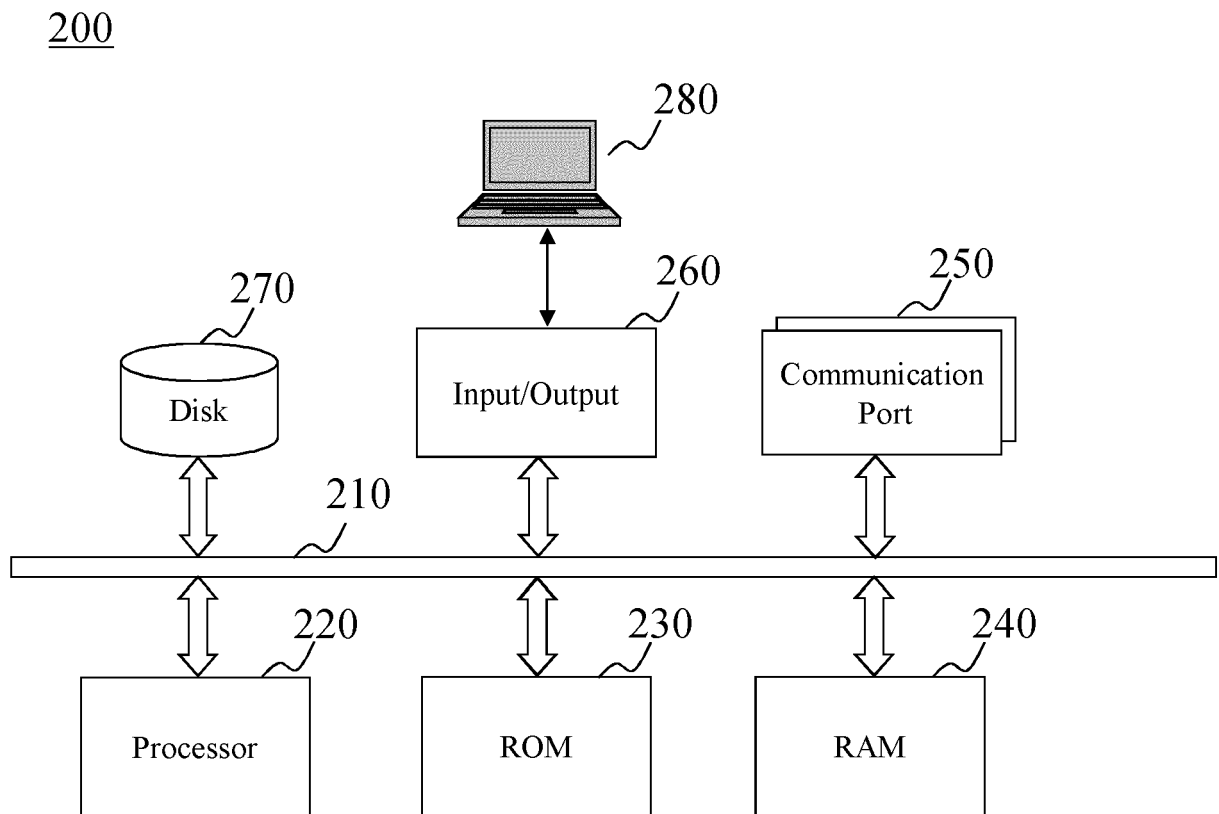 200
280
270
260
250
Disk
Input/Output
Communication
Port
210
220
230
240
Processor
ROM
RAM